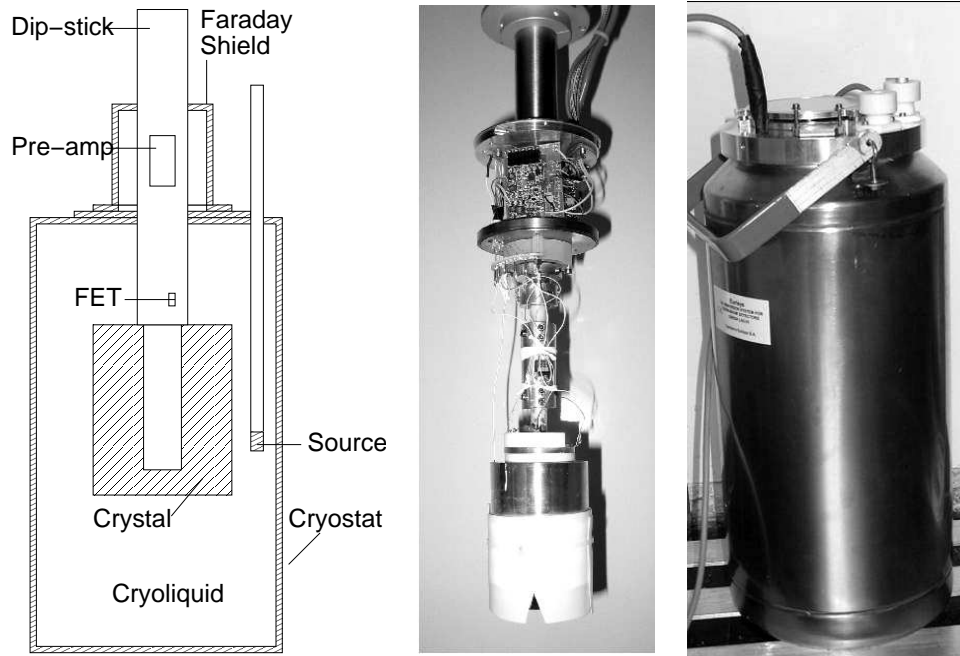 Dip–stick
Faraday
Shield
Pre–amp
FET
Source
Crystal
Cryostat
Cryoliquid